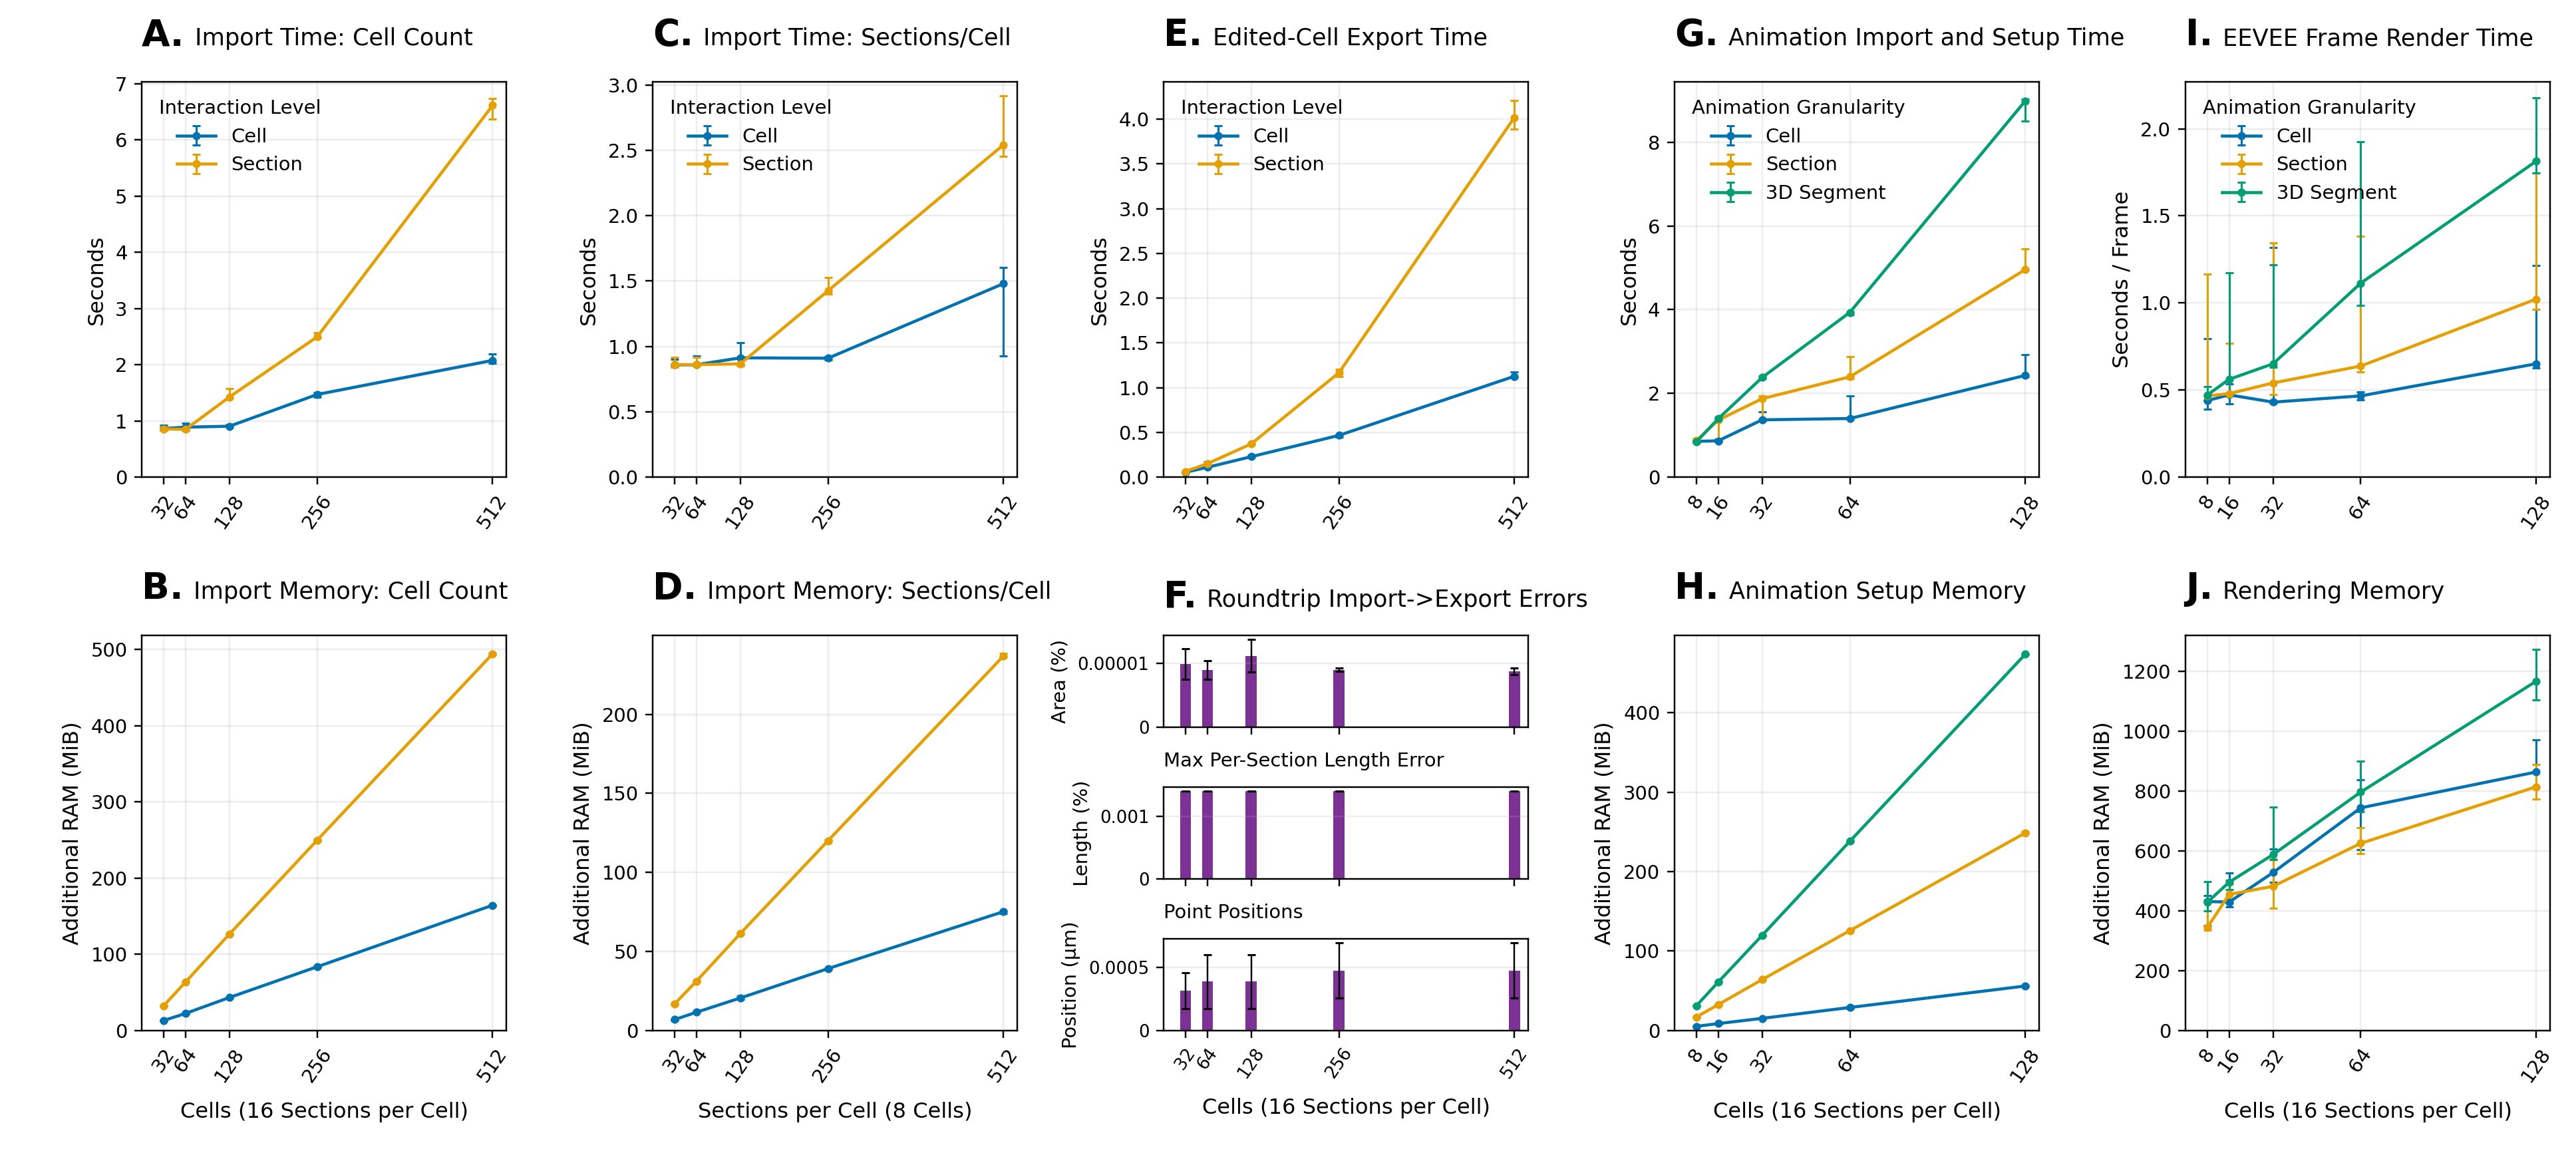 A. Import Time: Cell Count
7
6
5
4
3
2
1
0
Seconds
Interaction Level
Cell
Section
32
64
128
256
512
C. Import Time: Sections/Cell
3.0
2.5
2.0
1.5
1.0
0.5
0.0
Seconds
Interaction Level
Cell
Section
32
64
128
256
512
E. Edited-Cell Export Time
4.0
3.5
3.0
2.5
2.0
1.5
1.0
0.5
0.0
Seconds
Interaction Level
Cell
Section
32
64
128
256
512
G. Animation Import and Setup Time
8
6
4
2
0
Seconds
Animation Granularity
Cell
Section
3D Segment
8
16
32
64
128
I. EEVEE Frame Render Time
2.0
1.5
1.0
0.5
0.0
Seconds / Frame
Animation Granularity
Cell
Section
3D Segment
8
16
32
64
128
B. Import Memory: Cell Count
500
400
300
200
100
0
Additional RAM (MiB)
32
64
128
256
512
Cells (16 Sections per Cell)
D. Import Memory: Sections/Cell
200
150
100
50
0
Additional RAM (MiB)
32
64
128
256
512
Sections per Cell (8 Cells)
F. Roundtrip Import->Export Errors
Area (%)
0.00001
0
Max Per-Section Length Error
Length (%)
0.001
0
Point Positions
Position (µm)
0.0005
0
32
64
128
256
512
Cells (16 Sections per Cell)
H. Animation Setup Memory
400
300
200
100
0
Additional RAM (MiB)
8
16
32
64
128
Cells (16 Sections per Cell)
J. Rendering Memory
1200
1000
800
600
400
200
0
Additional RAM (MiB)
8
16
32
64
128
Cells (16 Sections per Cell)